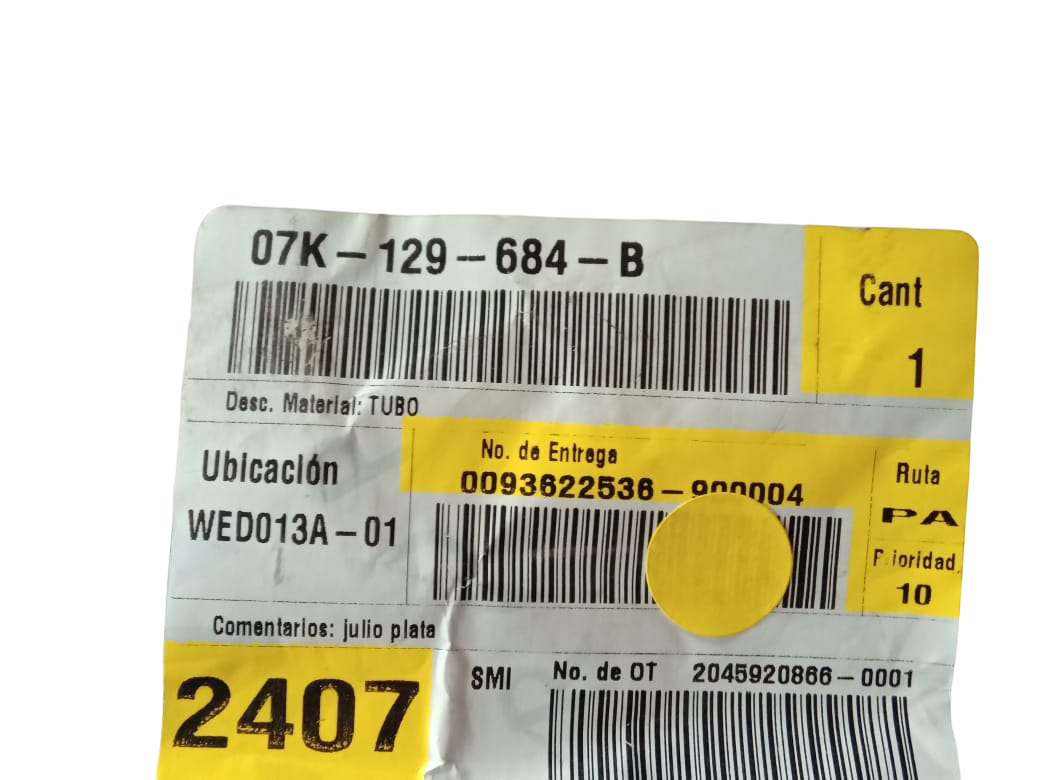 07K-129-684-B
Cant
1
Desc. Material: TUBO
Ubicación
WED013A-01
No. de Entrega
0093622536-900004
Ruta
PA
Prioridad
10
Comentarios: julio plata
2407
SMI
No. de OT 2045920866-0001